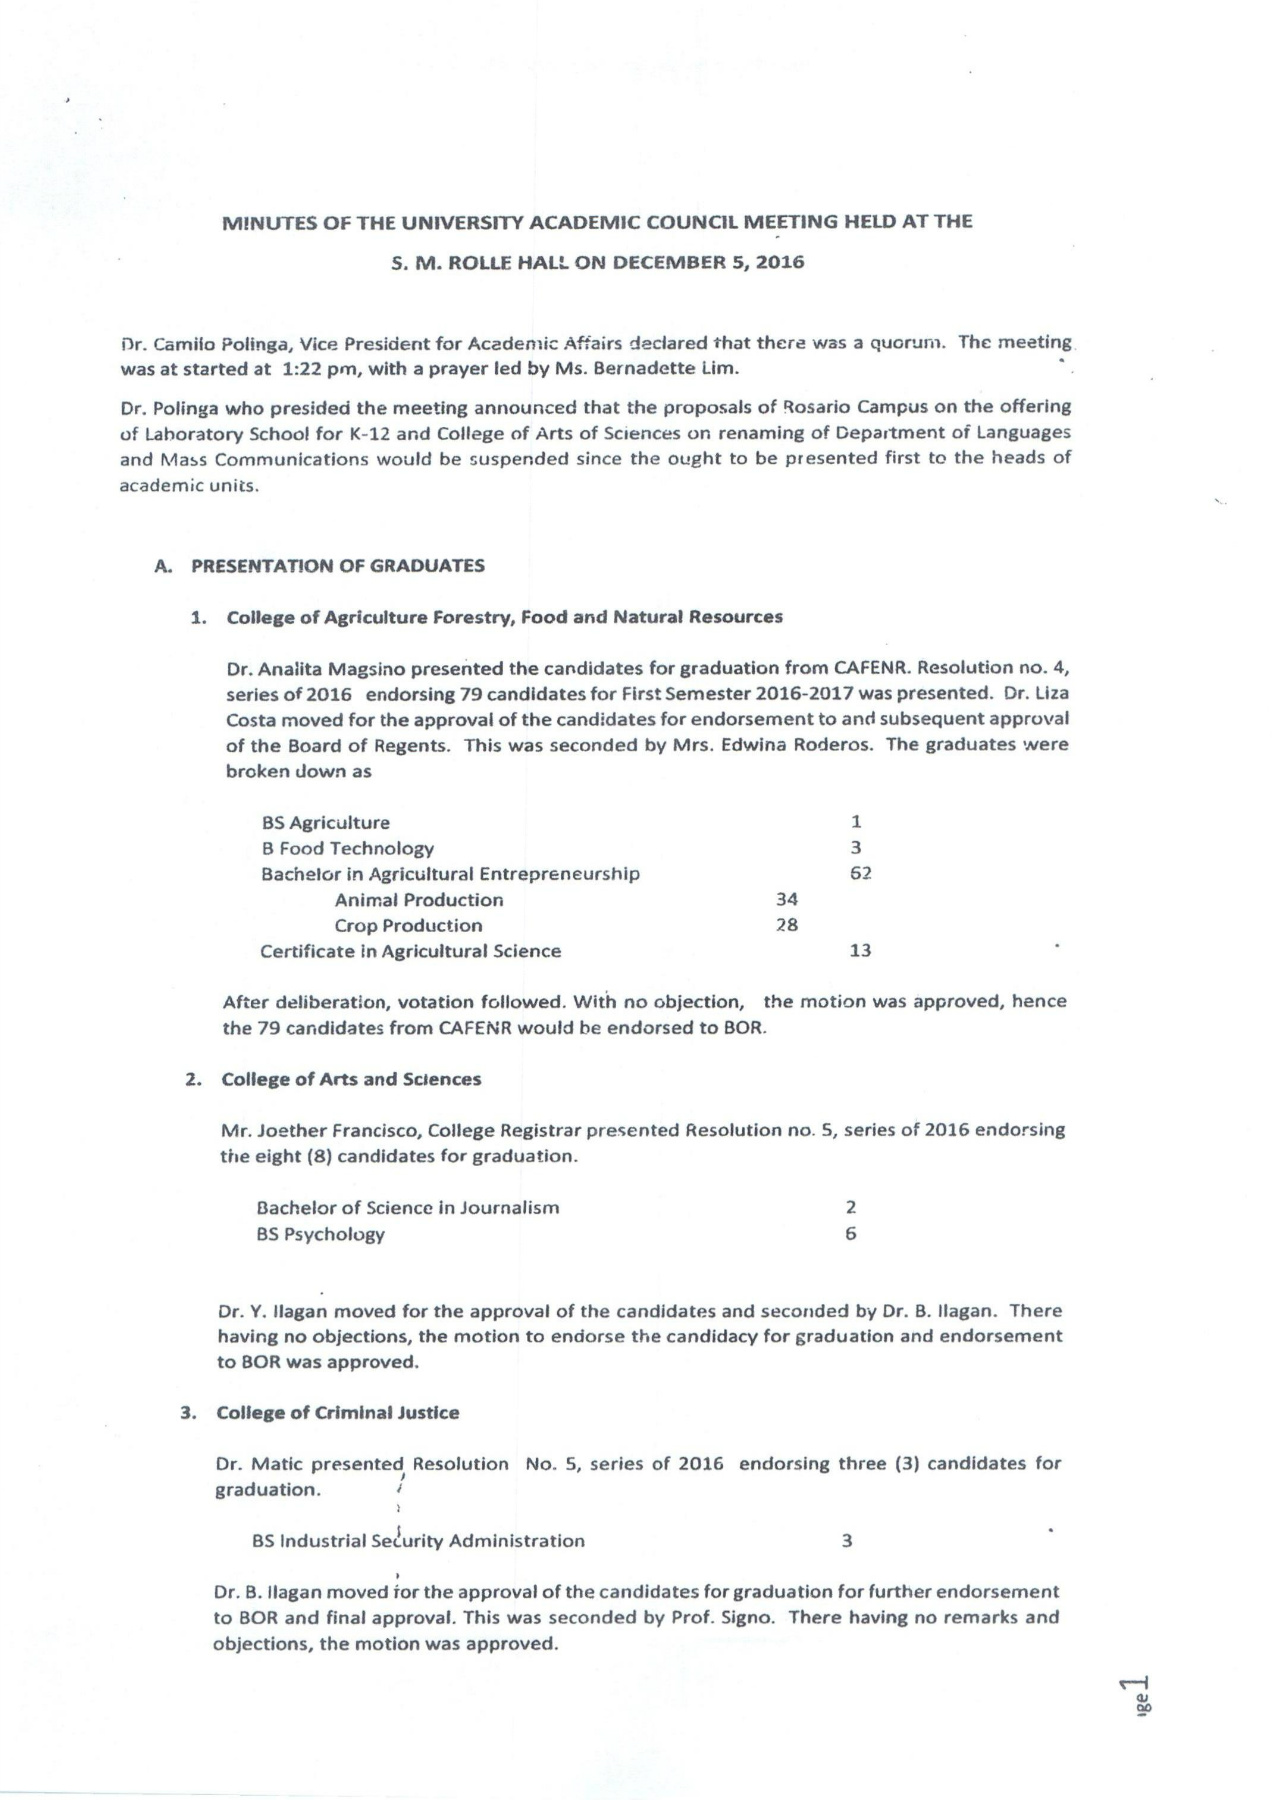 MINUTES OF THE UNIVERSITY ACADEMIC COUNCIL MEETING HELD AT THE
S. M. ROLLE HALL ON DECEMBER 5, 2016
Dr. Camilo Polinga, Vice President for Academic Affairs declared that there was a quorum. The meeting
was at started at 1:22 pm, with a prayer led by Ms. Bernadette Lim.
Dr. Polinga who presided the meeting announced that the proposals of Rosario Campus on the offering
of Laboratory School for K-12 and College of Arts of Sciences on renaming of Department of Languages
and Mass Communications would be suspended since the ought to be presented first to the heads of
academic units.
A. PRESENTATION OF GRADUATES
1. College of Agriculture Forestry, Food and Natural Resources
Dr. Analita Magsino presented the candidates for graduation from CAFENR. Resolution no. 4,
series of 2016 endorsing 79 candidates for First Semester 2016-2017 was presented. Dr. Liza
Costa moved for the approval of the candidates for endorsement to and subsequent approval
of the Board of Regents. This was seconded by Mrs. Edwina Roderos. The graduates were
broken down as
BS Agriculture 1
B Food Technology 3
Bachelor in Agricultural Entrepreneurship 62
Animal Production 34
Crop Production 28
Certificate in Agricultural Science 13
After deliberation, votation followed. With no objection, the motion was approved, hence
the 79 candidates from CAFENR would be endorsed to BOR.
2. College of Arts and Sciences
Mr. Joether Francisco, College Registrar presented Resolution no. 5, series of 2016 endorsing
the eight (8) candidates for graduation.
Bachelor of Science in Journalism 2
BS Psychology 6
Dr. Y. Ilagan moved for the approval of the candidates and seconded by Dr. B. Ilagan. There
having no objections, the motion to endorse the candidacy for graduation and endorsement
to BOR was approved.
3. College of Criminal Justice
Dr. Matic presented Resolution No. 5, series of 2016 endorsing three (3) candidates for
graduation.
BS Industrial Security Administration 3
Dr. B. Ilagan moved for the approval of the candidates for graduation for further endorsement
to BOR and final approval. This was seconded by Prof. Signo. There having no remarks and
objections, the motion was approved.
ge 1